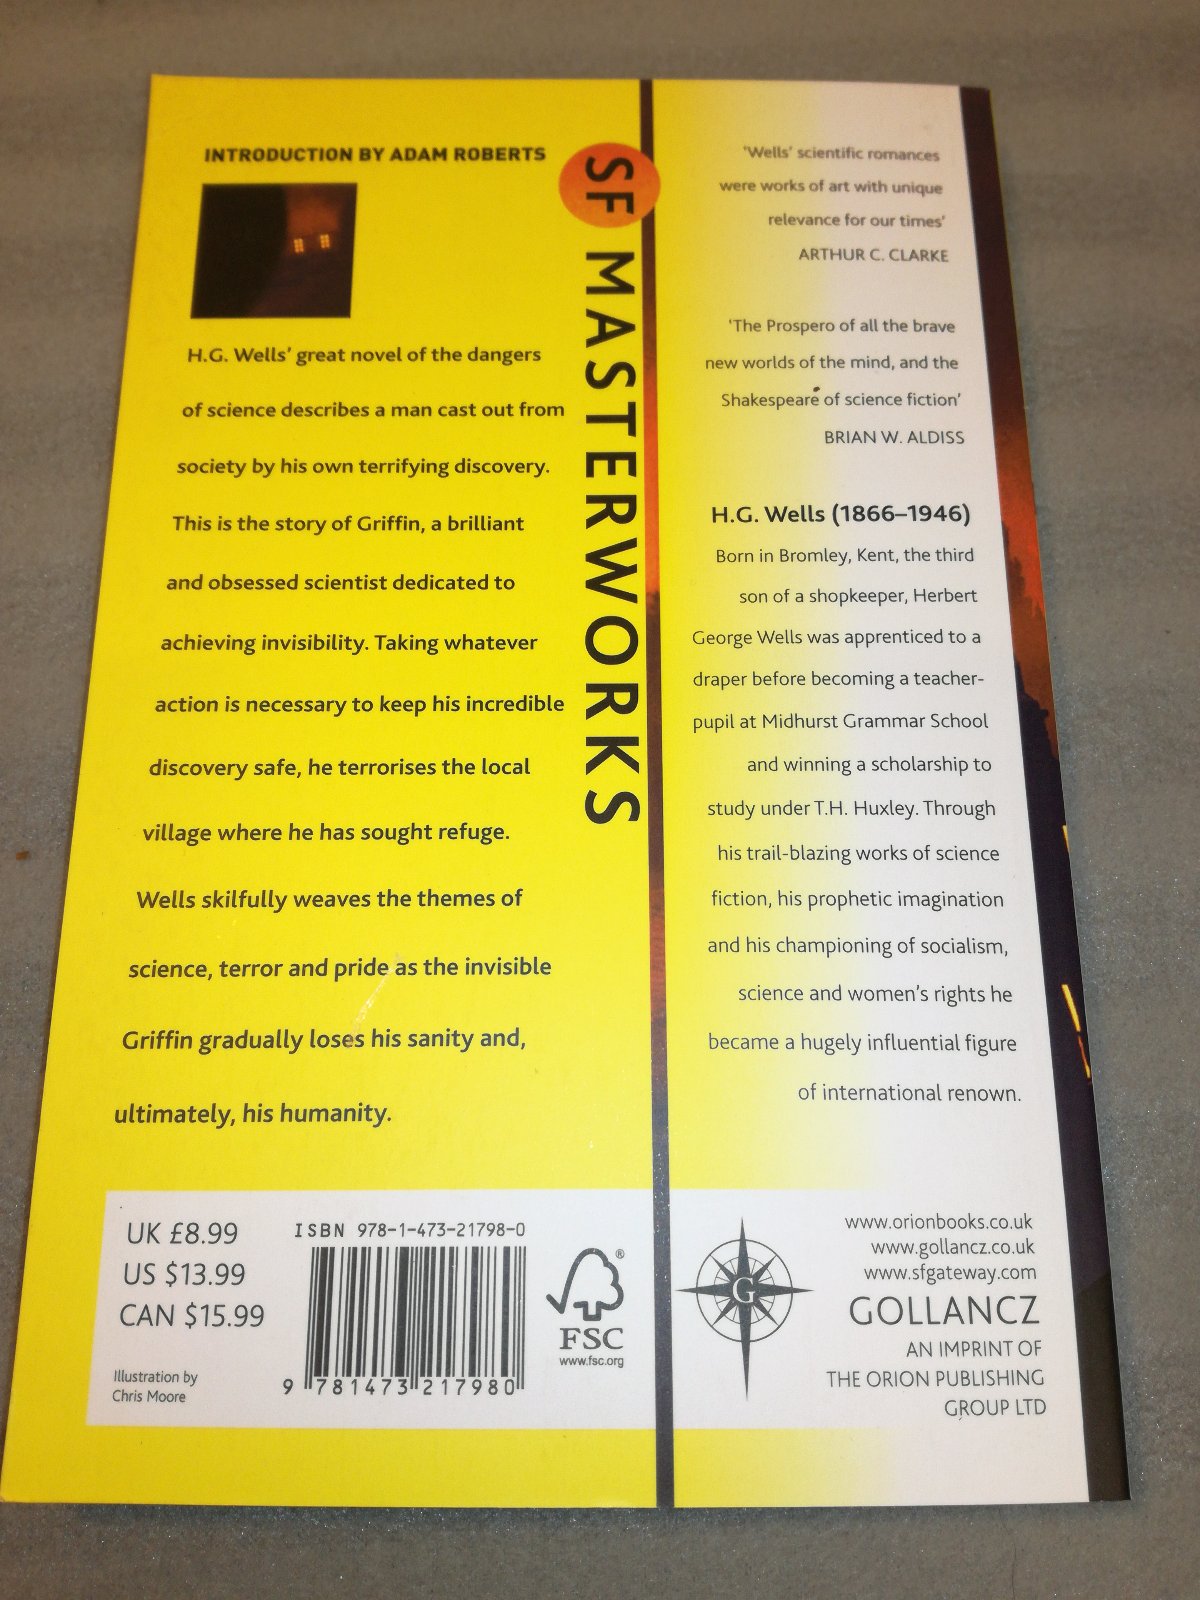 INTRODUCTION BY ADAM ROBERTS
H.G. Wells' great novel of the dangers
of science describes a man cast out from
society by his own terrifying discovery.
This is the story of Griffin, a brilliant
and obsessed scientist dedicated to
achieving invisibility. Taking whatever
action is necessary to keep his incredible
discovery safe, he terrorises the local
village where he has sought refuge.
Wells skilfully weaves the themes of
science, terror and pride as the invisible
Griffin gradually loses his sanity and,
ultimately, his humanity.
SF MASTERWORKS
'Wells' scientific romances
were works of art with unique
relevance for our times'
ARTHUR C. CLARKE
'The Prospero of all the brave
new worlds of the mind, and the
Shakespeare of science fiction'
BRIAN W. ALDISS
H.G. Wells (1866–1946)
Born in Bromley, Kent, the third
son of a shopkeeper, Herbert
George Wells was apprenticed to a
draper before becoming a teacher-
pupil at Midhurst Grammar School
and winning a scholarship to
study under T.H. Huxley. Through
his trail-blazing works of science
fiction, his prophetic imagination
and his championing of socialism,
science and women's rights he
became a hugely influential figure
of international renown.
UK £8.99
US $13.99
CAN $15.99
Illustration by
Chris Moore
ISBN 978-1-473-21798-0
9 781473 217980
®
FSC
www.fsc.org
G
www.orionbooks.co.uk
www.gollancz.co.uk
www.sfgateway.com
GOLLANCZ
AN IMPRINT OF
THE ORION PUBLISHING
GROUP LTD